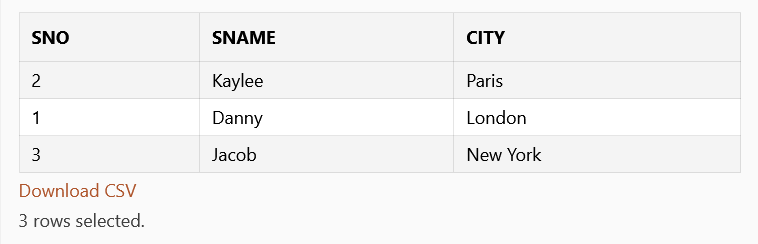 SNO SNAME CITY
2 Kaylee Paris
1 Danny London
3 Jacob New York
Download CSV
3 rows selected.